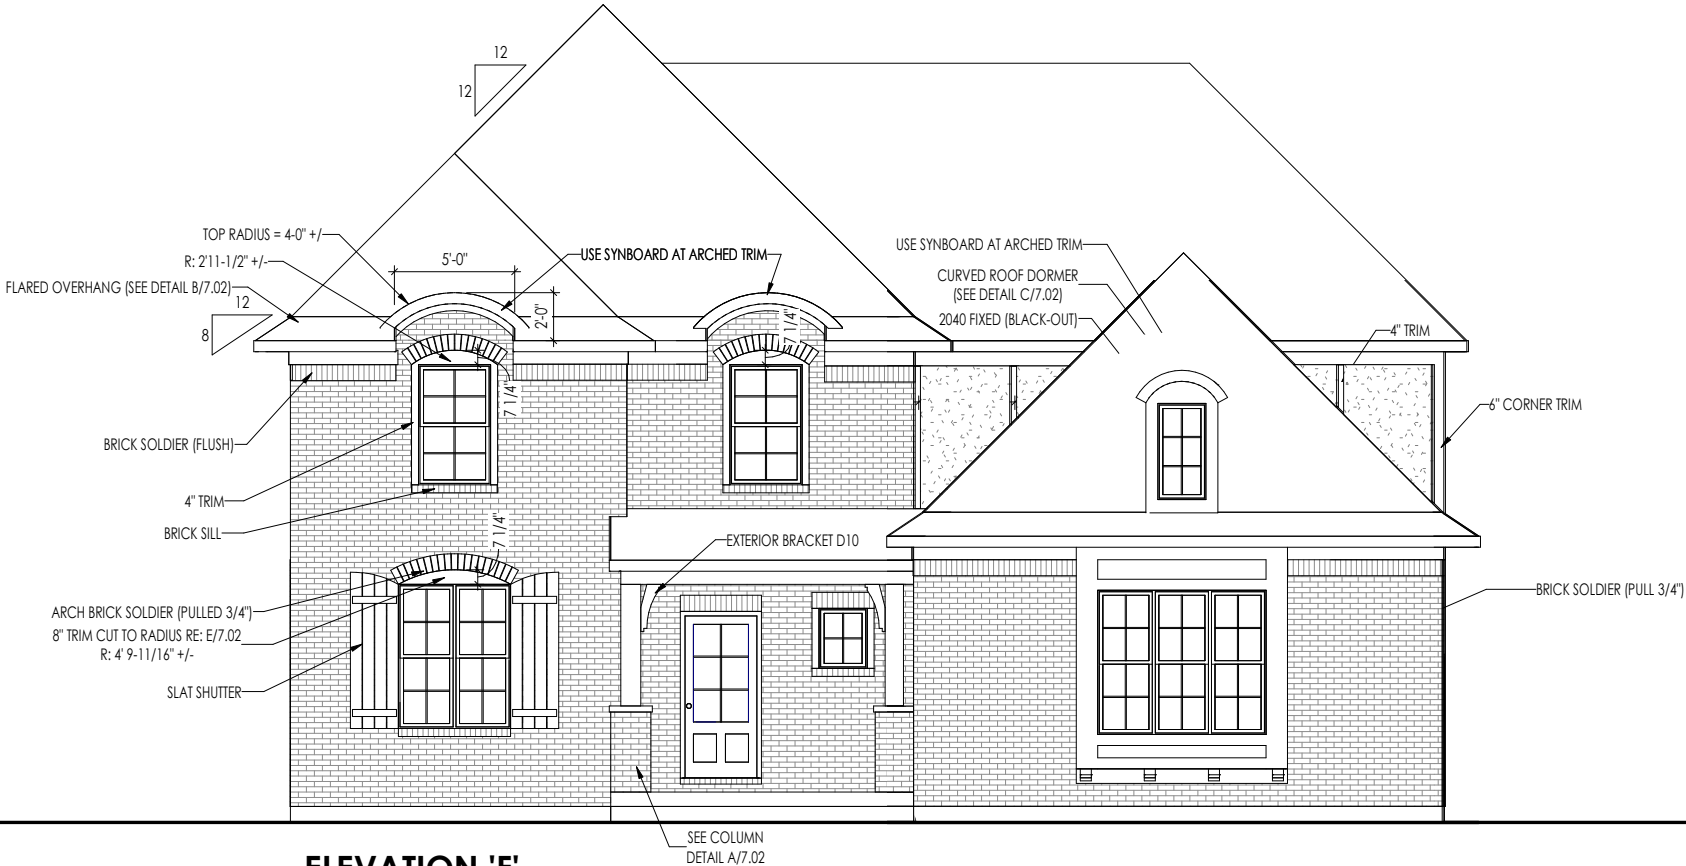 12
12
TOP RADIUS = 4-0" +/-
R: 2'11-1/2" +/-
FLARED OVERHANG (SEE DETAIL B/7.02)
12
8
5'-0"
2'-0"
USE SYNBOARD AT ARCHED TRIM
7 1/4"
7 1/4"
USE SYNBOARD AT ARCHED TRIM
CURVED ROOF DORMER
(SEE DETAIL C/7.02)
2040 FIXED (BLACK-OUT)
4" TRIM
6" CORNER TRIM
BRICK SOLDIER (FLUSH)
4" TRIM
BRICK SILL
7 1/4"
EXTERIOR BRACKET D10
ARCH BRICK SOLDIER (PULLED 3/4")
8" TRIM CUT TO RADIUS RE: E/7.02
R: 4' 9-11/16" +/-
SLAT SHUTTER
BRICK SOLDIER (PULL 3/4")
SEE COLUMN
DETAIL A/7.02